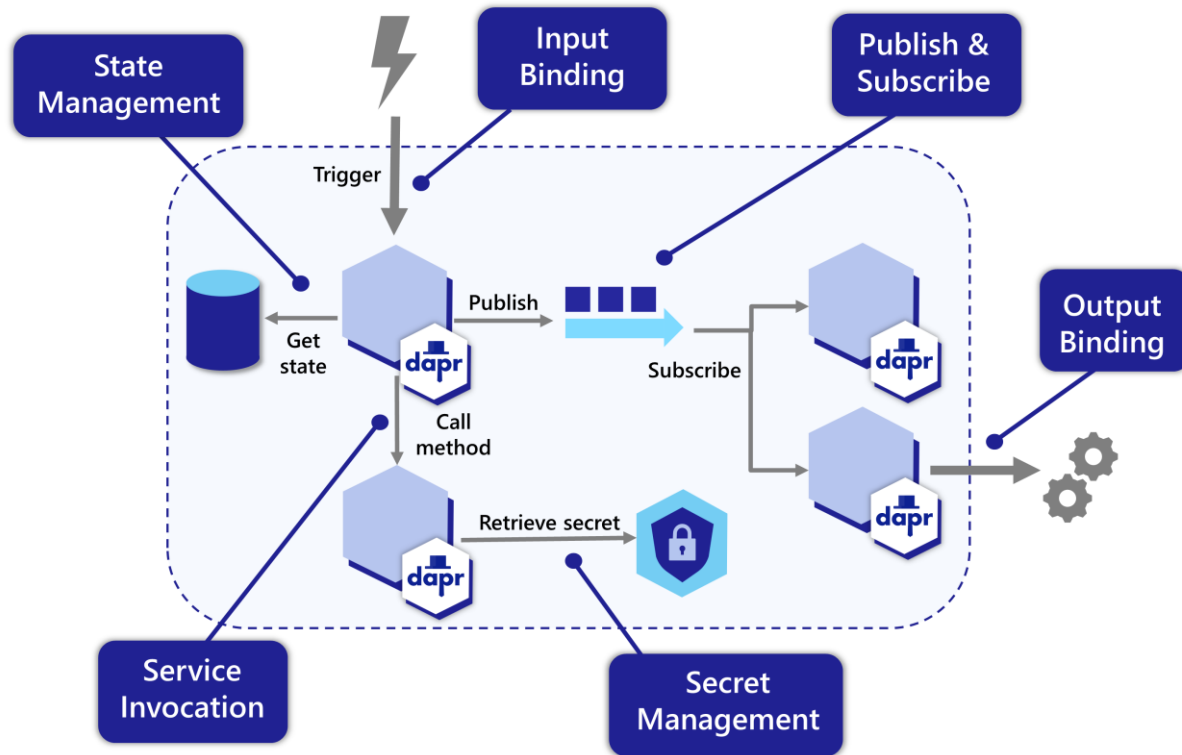 State
Management
Input
Binding
Publish &
Subscribe
Trigger
Output
Binding
Publish
Get
state
dapr
Subscribe
dapr
Call
method
dapr
Retrieve secret
dapr
Service
Invocation
Secret
Management